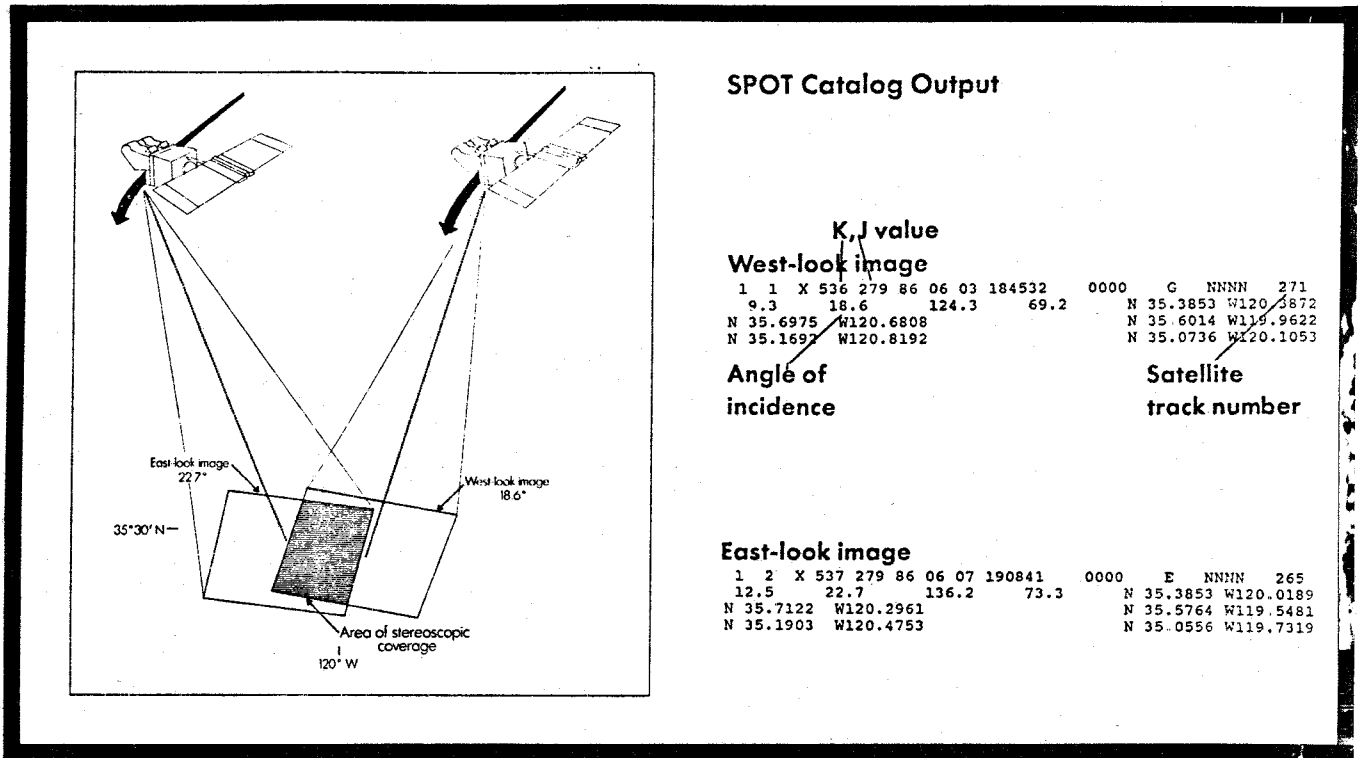 East-look image
22.7°
West-look image
18.6°
35°30' N
Area of stereoscopic
coverage
120° W
SPOT Catalog Output
K,J value
West-look image
1 1 X 536 279 86 06 03 184532 0000 G NNNN 271
9.3 18.6 124.3 69.2 N 35.3853 W120.3872
N 35.6975 W120.6808 N 35.6014 W119.9622
N 35.1692 W120.8192 N 35.0736 W120.1053
Angle of
incidence
Satellite
track number
East-look image
1 2 X 537 279 86 06 07 190841 0000 E NNNN 265
12.5 22.7 136.2 73.3 N 35.3853 W120.0189
N 35.7122 W120.2961 N 35.5764 W119.5481
N 35.1903 W120.4753 N 35.0556 W119.7319